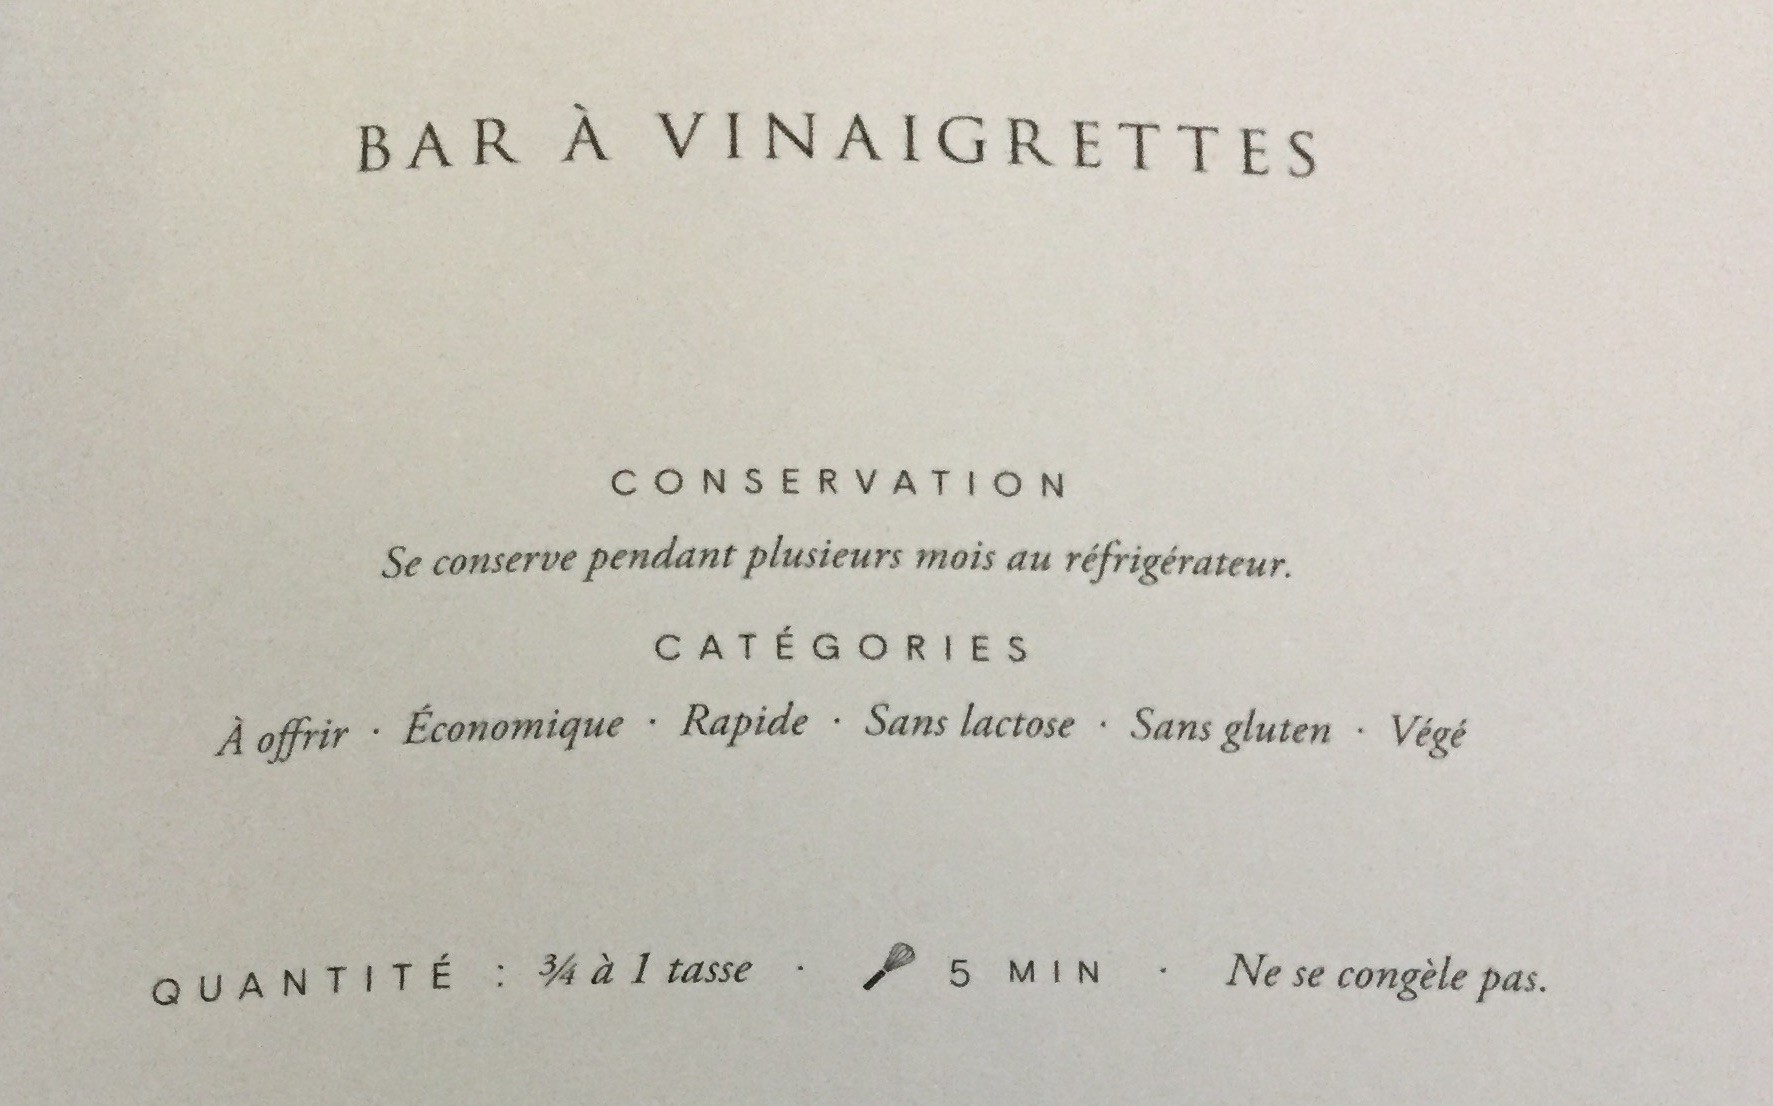 BAR À VINAIGRETTES
CONSERVATION
Se conserve pendant plusieurs mois au réfrigérateur.
CATÉGORIES
À offrir · Économique · Rapide · Sans lactose · Sans gluten · Végé
QUANTITÉ : ¾ à 1 tasse · 5 MIN · Ne se congèle pas.